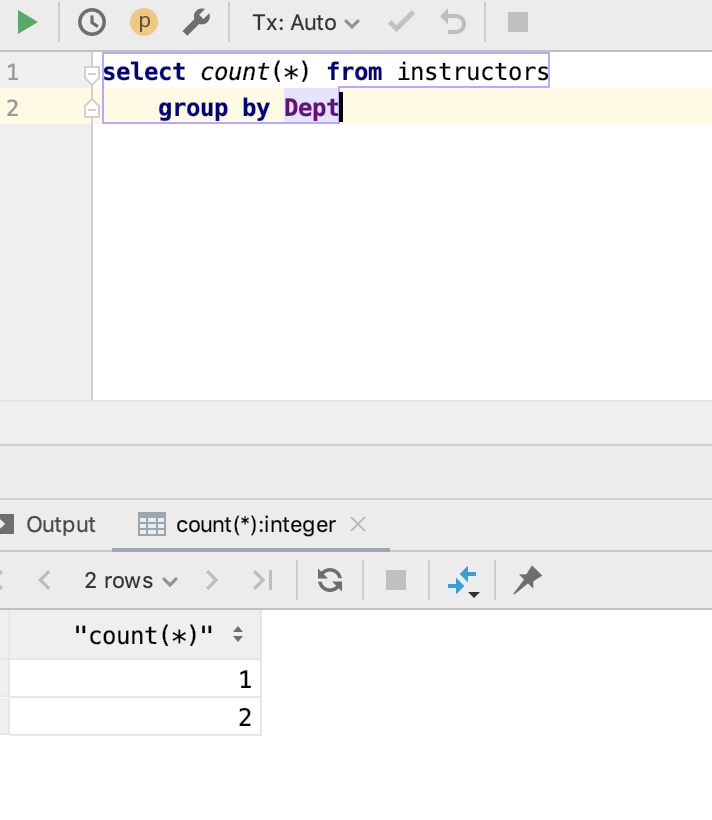 p Tx: Auto
1 select count(*) from instructors
2 group by Dept
Output count(*):integer
2 rows
"count(*)"
1
2